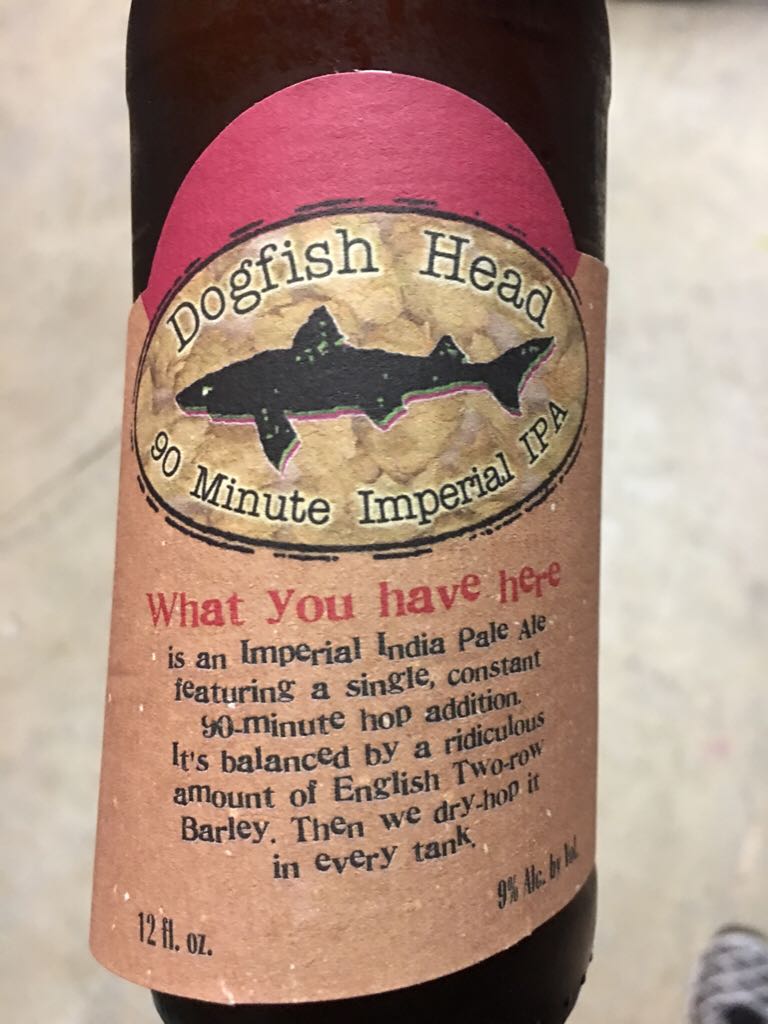 Dogfish Head
90 Minute Imperial IPA
What you have here
is an Imperial India Pale Ale
featuring a single, constant
90-minute hop addition.
It's balanced by a ridiculous
amount of English Two-row
Barley. Then we dry-hop it
in every tank.
12 fl. oz.
9% Alc. by Vol.